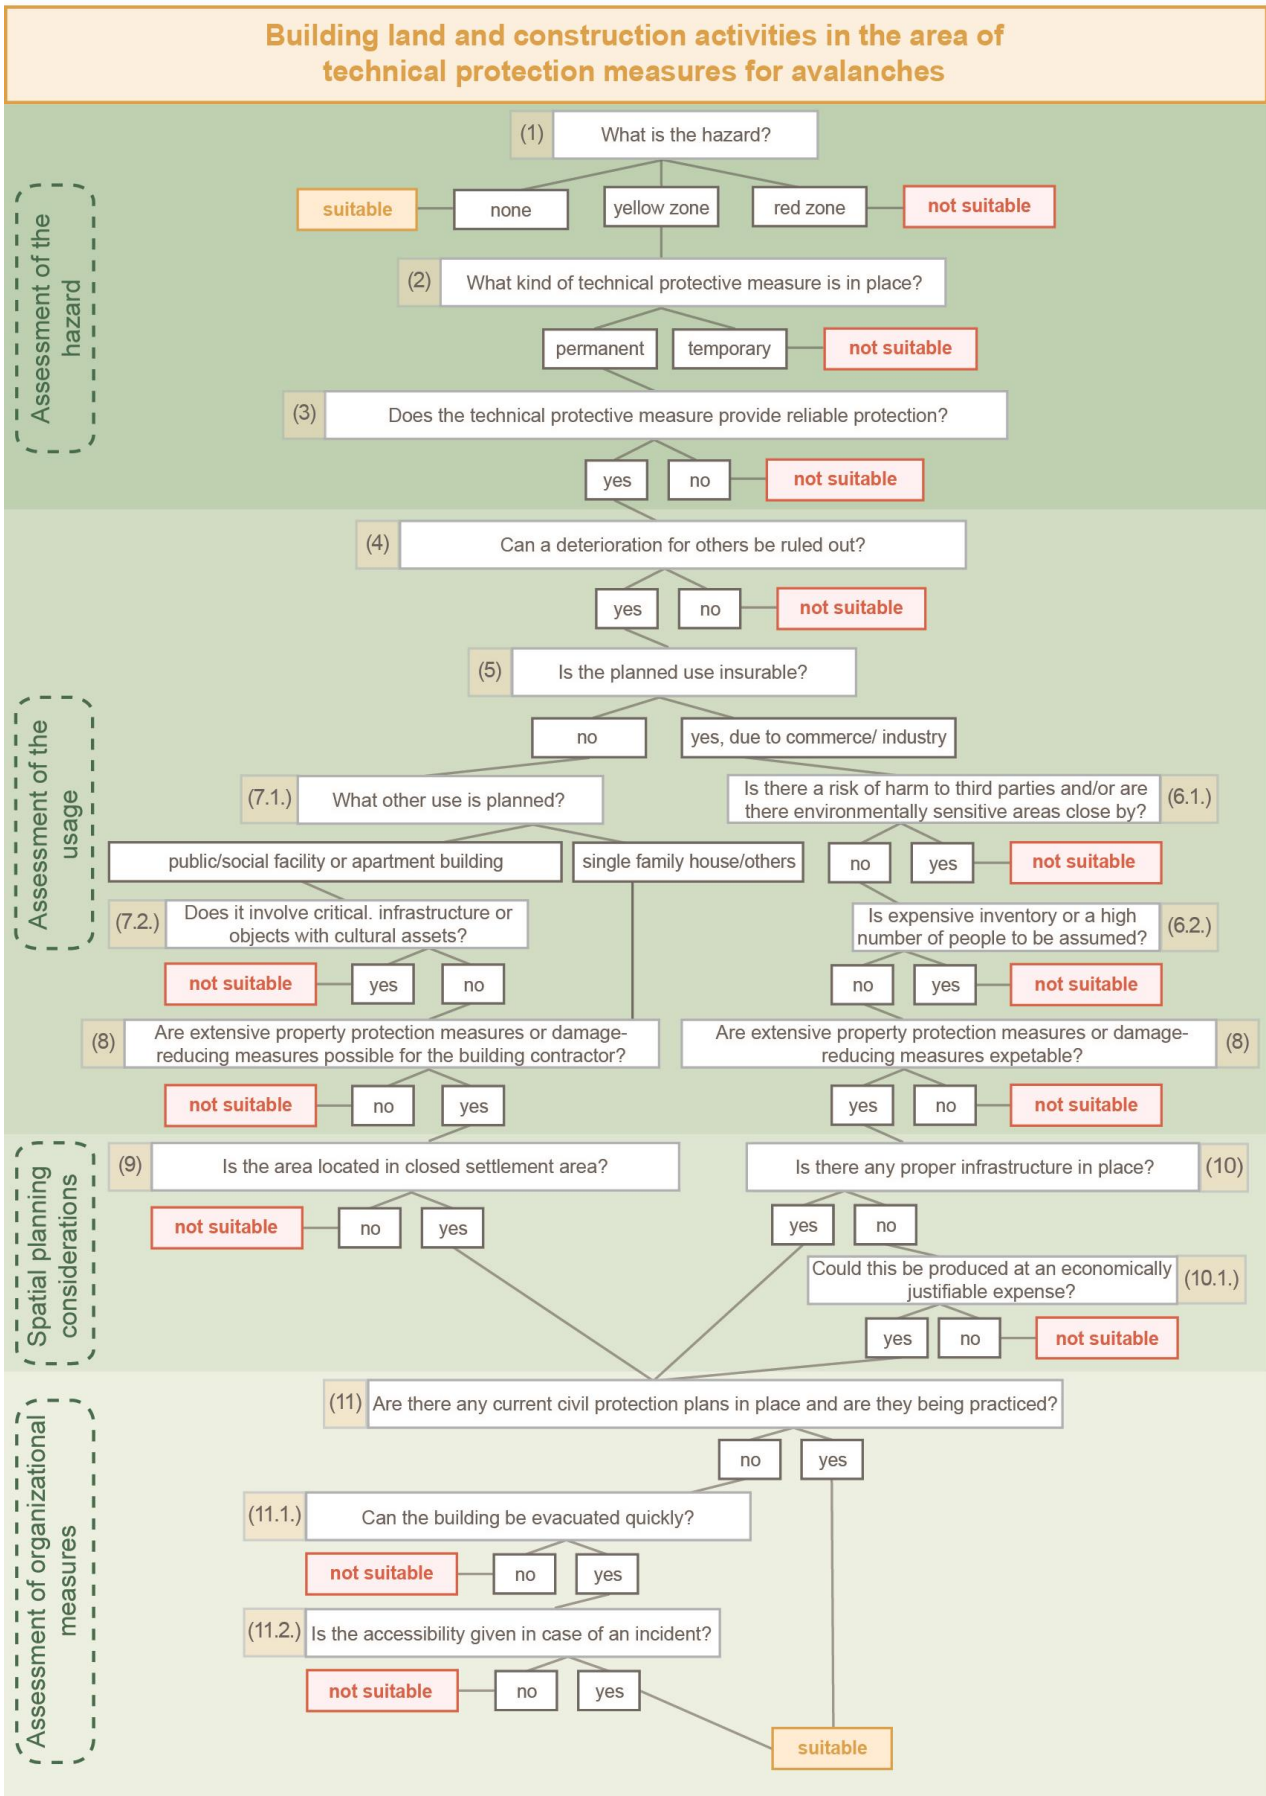 Building land and construction activities in the area of
technical protection measures for avalanches
Assessment of the
hazard
(1)
What is the hazard?
suitable
none
yellow zone
red zone
not suitable
(2)
What kind of technical protective measure is in place?
permanent
temporary
not suitable
(3)
Does the technical protective measure provide reliable protection?
yes
no
not suitable
Assessment of the
usage
(4)
Can a deterioration for others be ruled out?
yes
no
not suitable
(5)
Is the planned use insurable?
no
yes, due to commerce/ industry
(7.1.)
What other use is planned?
Is there a risk of harm to third parties and/or are
there environmentally sensitive areas close by?
(6.1.)
public/social facility or apartment building
single family house/others
no
yes
not suitable
(7.2.)
Does it involve critical. infrastructure or
objects with cultural assets?
Is expensive inventory or a high
number of people to be assumed?
(6.2.)
not suitable
yes
no
no
yes
not suitable
(8)
Are extensive property protection measures or damage-
reducing measures possible for the building contractor?
Are extensive property protection measures or damage-
reducing measures expetable?
(8)
not suitable
no
yes
yes
no
not suitable
Spatial planning
considerations
(9)
Is the area located in closed settlement area?
Is there any proper infrastructure in place?
(10)
not suitable
no
yes
yes
no
Could this be produced at an economically
justifiable expense?
(10.1.)
yes
no
not suitable
Assessment of organizational
measures
(11)
Are there any current civil protection plans in place and are they being practiced?
no
yes
(11.1.)
Can the building be evacuated quickly?
not suitable
no
yes
(11.2.)
Is the accessibility given in case of an incident?
not suitable
no
yes
suitable